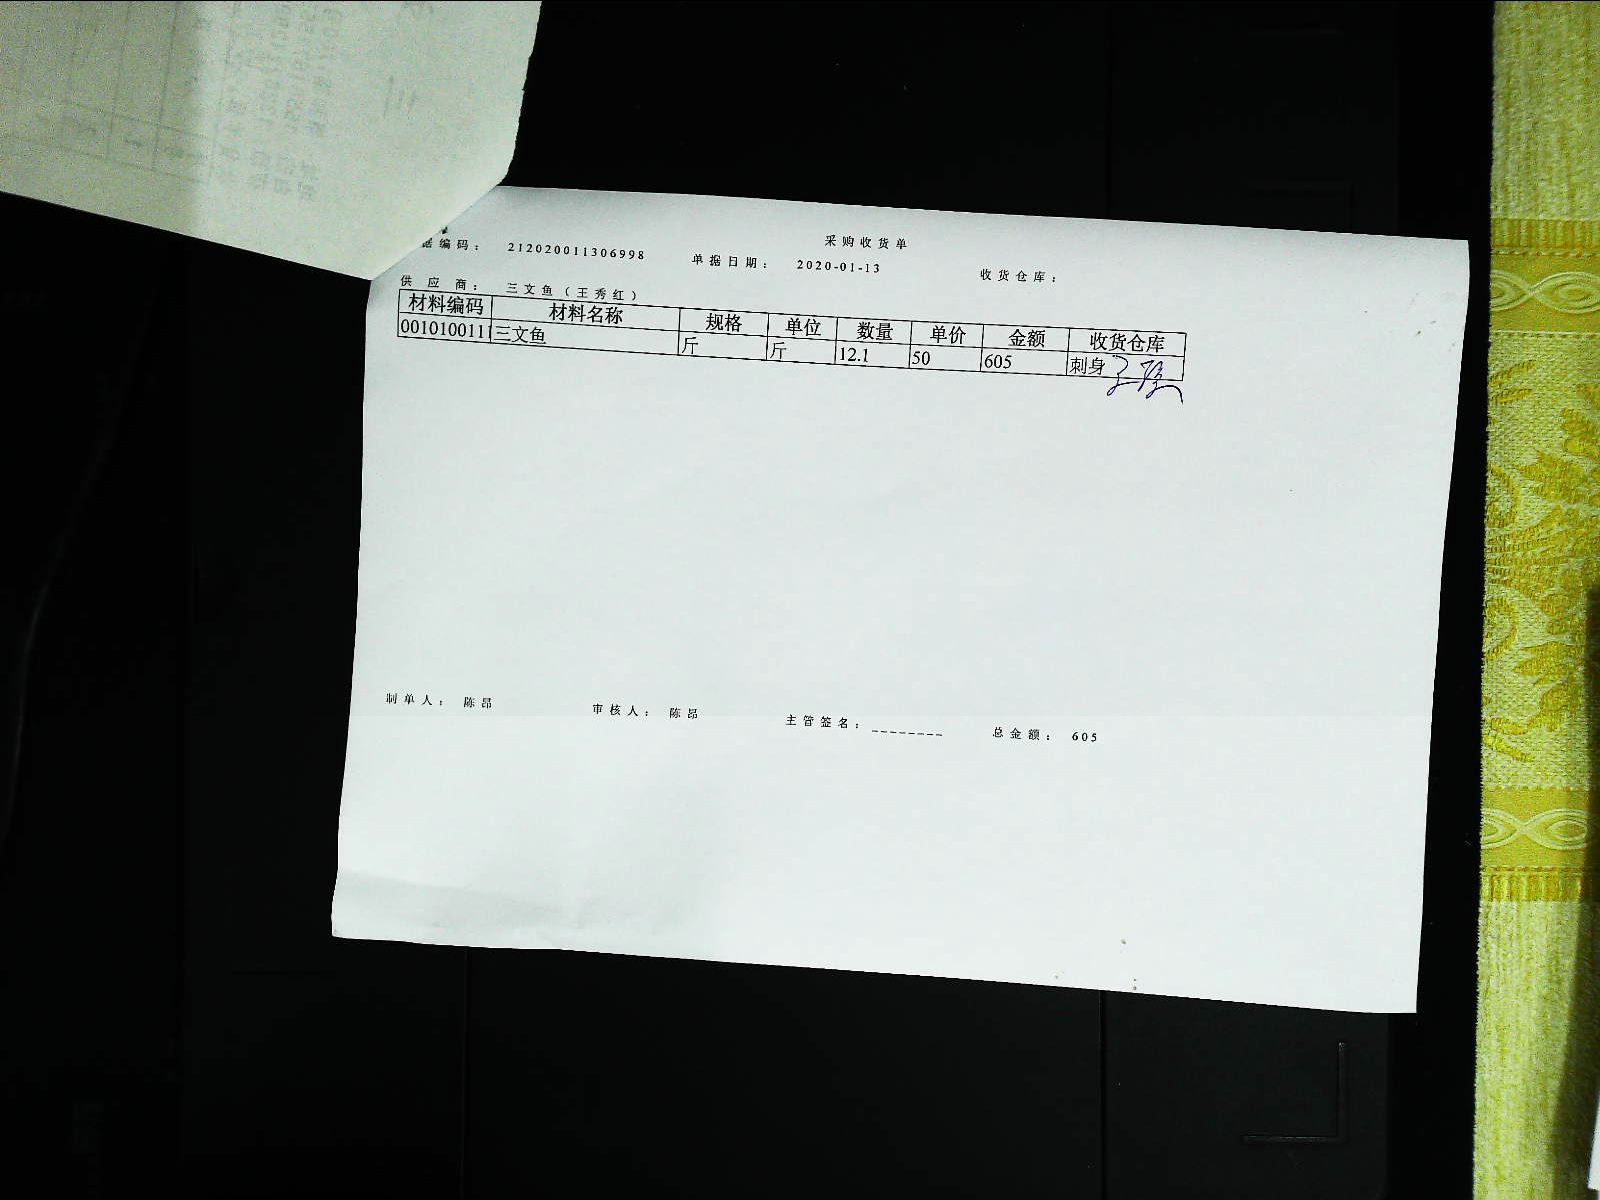 采购收货单
据编码： 212020011306998 单据日期： 2020-01-13 收货仓库：
供应商： 三文鱼（王秀红）
材料编码 材料名称 规格 单位 数量 单价 金额 收货仓库
001010011 三文鱼 斤 斤 12.1 50 605 刺身
制单人： 陈昂 审核人： 陈昂 主管签名：________ 总金额： 605